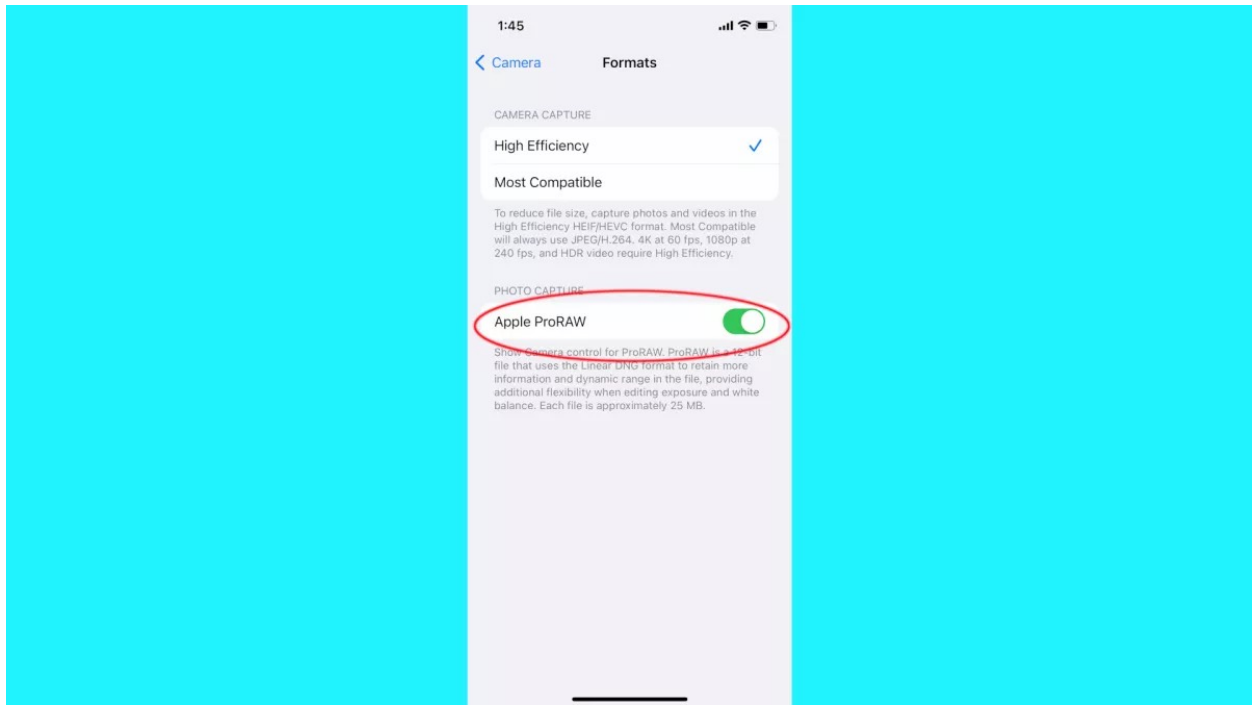 1:45
Camera
Formats
CAMERA CAPTURE
High Efficiency
Most Compatible
To reduce file size, capture photos and videos in the
High Efficiency HEIF/HEVC format. Most Compatible
will always use JPEG/H.264. 4K at 60 fps, 1080p at
240 fps, and HDR video require High Efficiency.
PHOTO CAPTURE
Apple ProRAW
Show Camera control for ProRAW. ProRAW is a 12-bit
file that uses the Linear DNG format to retain more
information and dynamic range in the file, providing
additional flexibility when editing exposure and white
balance. Each file is approximately 25 MB.